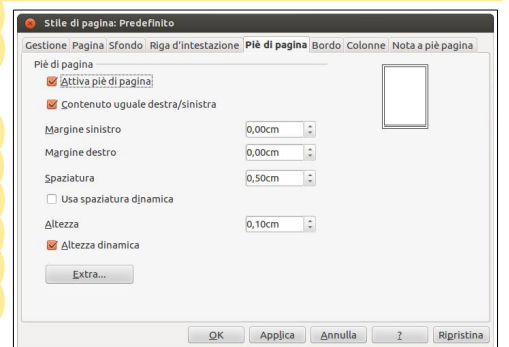 Stile di pagina: Predefinito
Gestione Pagina Sfondo Riga d'intestazione Piè di pagina Bordo Colonne Nota a piè pagina
Piè di pagina
Attiva piè di pagina
Contenuto uguale destra/sinistra
Margine sinistro 0,00cm
Margine destro 0,00cm
Spaziatura 0,50cm
Usa spaziatura dinamica
Altezza 0,10cm
Altezza dinamica
Extra...
OK Applica Annulla ? Ripristina